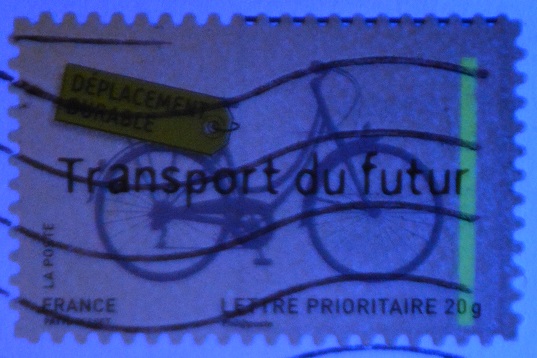 DÉPLACEMENT
DURABLE
Transport du futur
LA POSTE
FRANCE
LETTRE PRIORITAIRE 20g